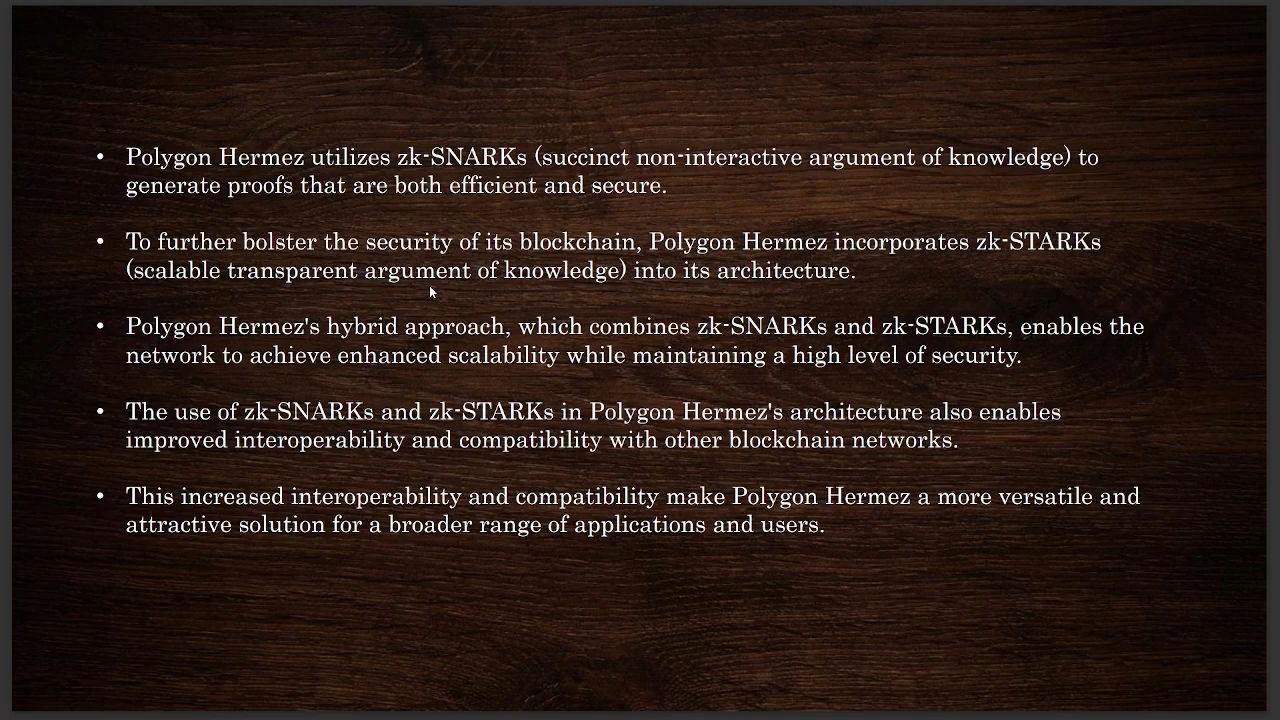 • Polygon Hermez utilizes zk-SNARKs (succinct non-interactive argument of knowledge) to
generate proofs that are both efficient and secure.
• To further bolster the security of its blockchain, Polygon Hermez incorporates zk-STARKs
(scalable transparent argument of knowledge) into its architecture.
• Polygon Hermez's hybrid approach, which combines zk-SNARKs and zk-STARKs, enables the
network to achieve enhanced scalability while maintaining a high level of security.
• The use of zk-SNARKs and zk-STARKs in Polygon Hermez's architecture also enables
improved interoperability and compatibility with other blockchain networks.
• This increased interoperability and compatibility make Polygon Hermez a more versatile and
attractive solution for a broader range of applications and users.